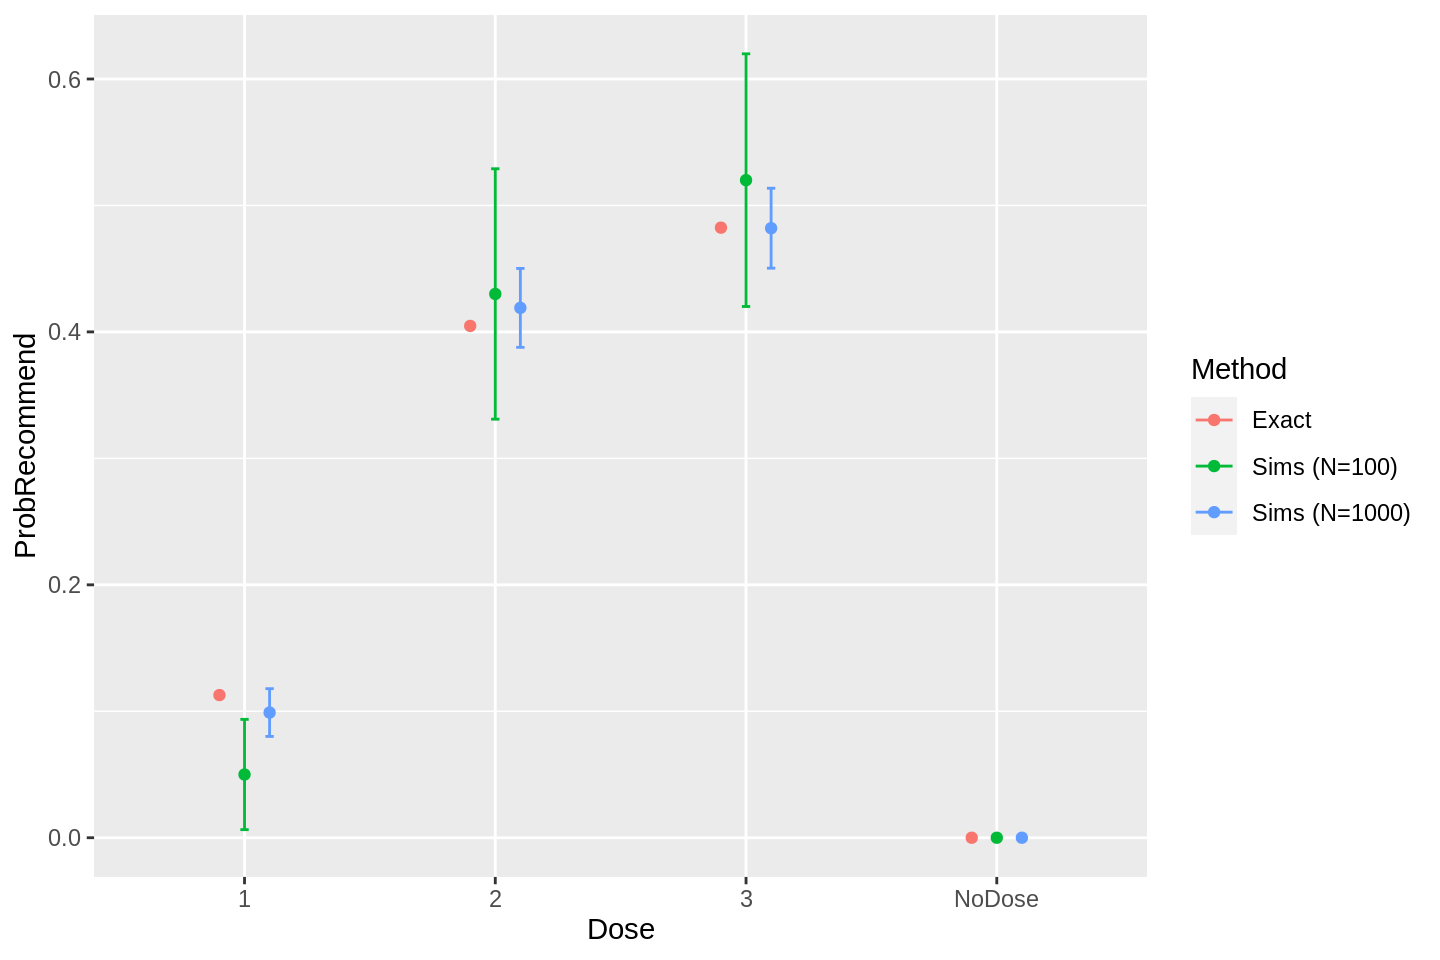 0.6
0.4
0.2
0.0
ProbRecommend
1 2 3 NoDose
Dose
Method
Exact
Sims (N=100)
Sims (N=1000)